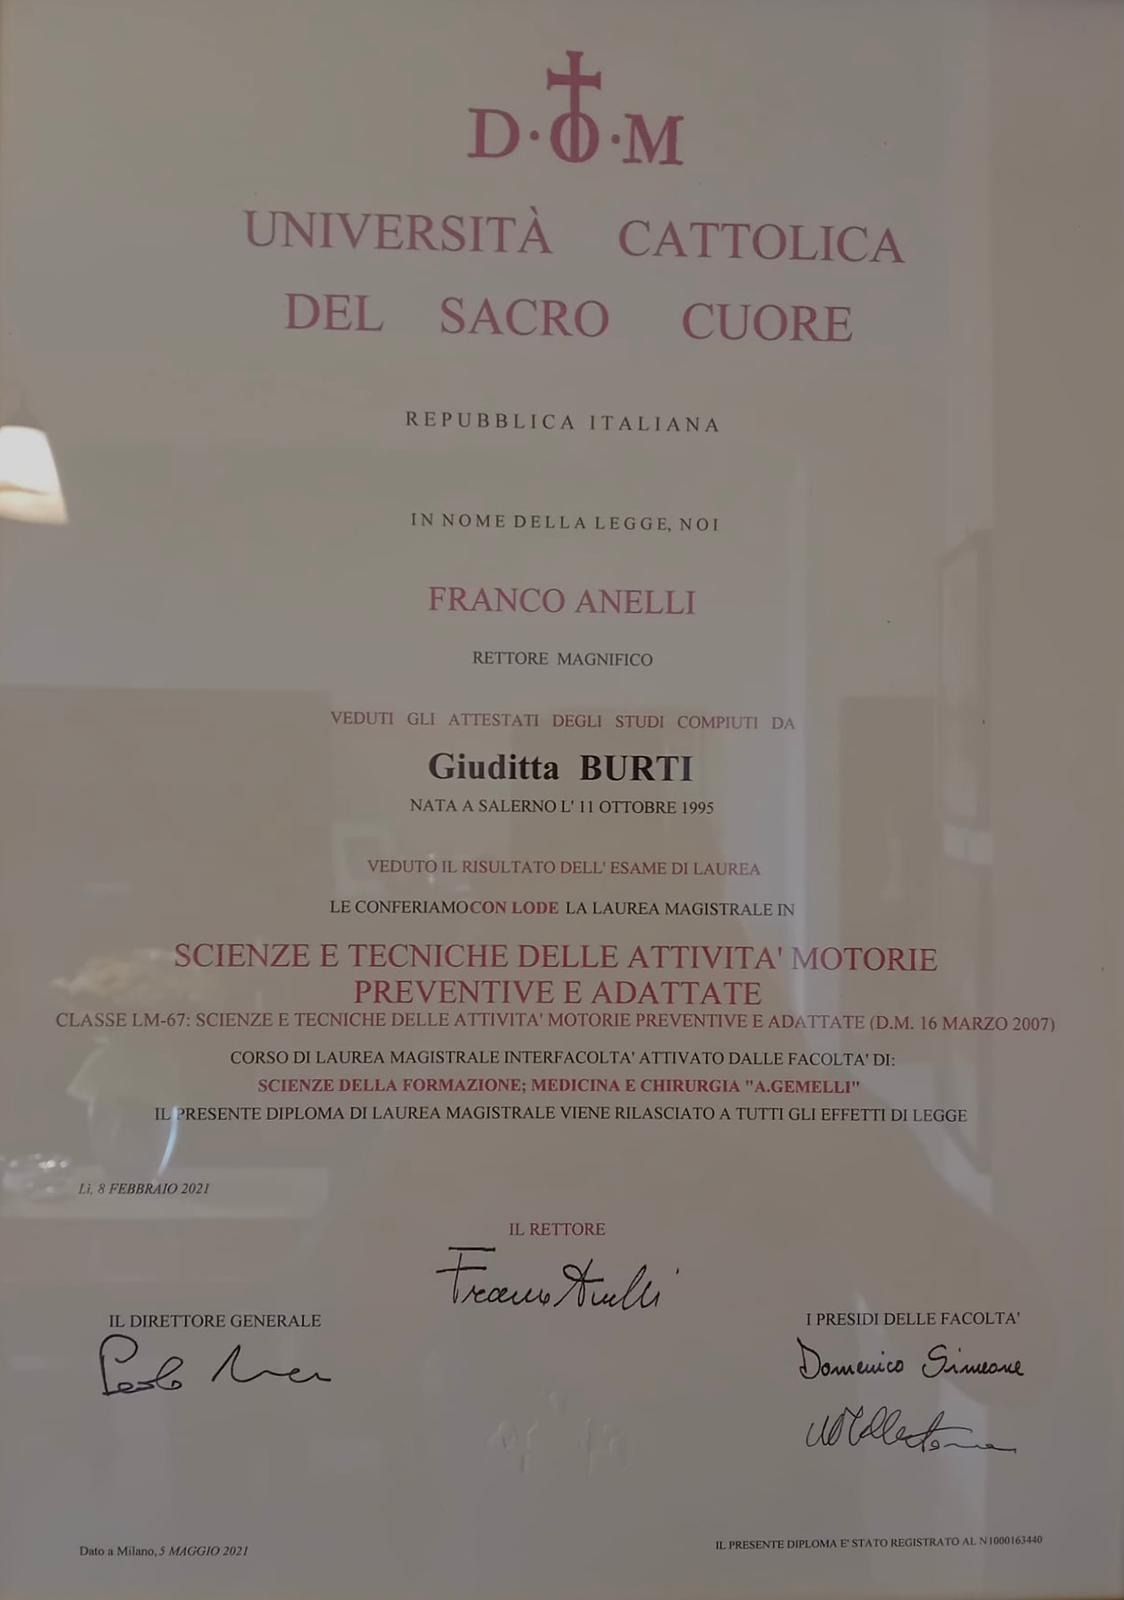 D·O·M
UNIVERSITÀ CATTOLICA
DEL SACRO CUORE
REPUBBLICA ITALIANA
IN NOME DELLA LEGGE, NOI
FRANCO ANELLI
RETTORE MAGNIFICO
VEDUTI GLI ATTESTATI DEGLI STUDI COMPIUTI DA
Giuditta BURTI
NATA A SALERNO L' 11 OTTOBRE 1995
VEDUTO IL RISULTATO DELL' ESAME DI LAUREA
LE CONFERIAMO CON LODE LA LAUREA MAGISTRALE IN
SCIENZE E TECNICHE DELLE ATTIVITA' MOTORIE
PREVENTIVE E ADATTATE
CLASSE LM-67: SCIENZE E TECNICHE DELLE ATTIVITA' MOTORIE PREVENTIVE E ADATTATE (D.M. 16 MARZO 2007)
CORSO DI LAUREA MAGISTRALE INTERFACOLTA' ATTIVATO DALLE FACOLTA' DI:
SCIENZE DELLA FORMAZIONE; MEDICINA E CHIRURGIA "A.GEMELLI"
IL PRESENTE DIPLOMA DI LAUREA MAGISTRALE VIENE RILASCIATO A TUTTI GLI EFFETTI DI LEGGE
Lì, 8 FEBBRAIO 2021
IL RETTORE
Franco Anelli
IL DIRETTORE GENERALE
Paolo
I PRESIDI DELLE FACOLTA'
Domenico Simeone
Dato a Milano, 5 MAGGIO 2021
IL PRESENTE DIPLOMA E' STATO REGISTRATO AL N1000163440